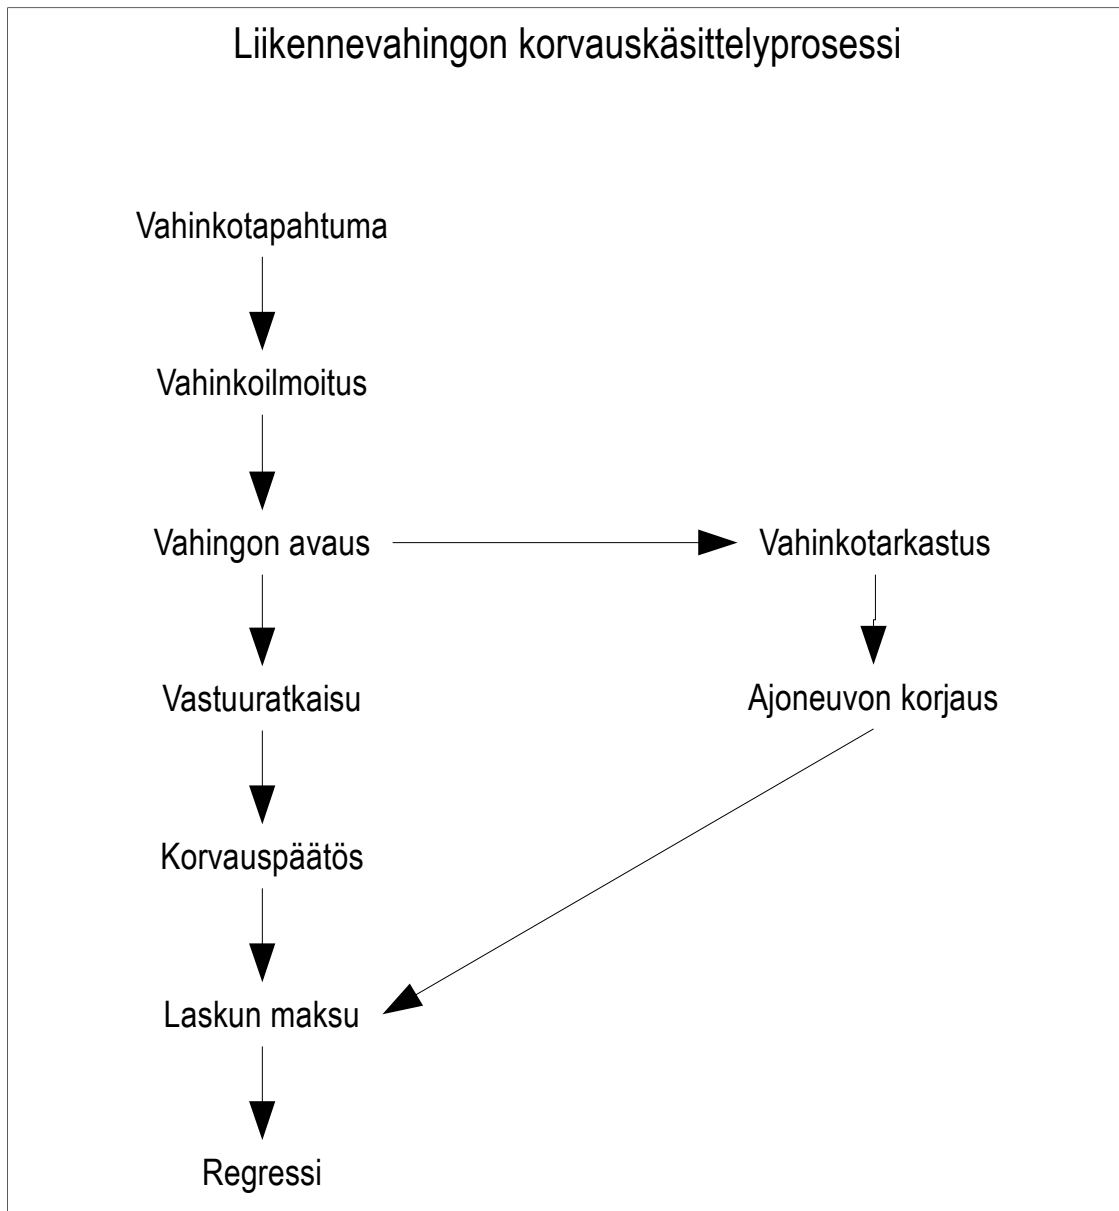 Liikennevahingon korvauskäsittelyprosessi
Vahinkotapahtuma
Vahinkoilmoitus
Vahingon avaus
Vahinkotarkastus
Vastuuratkaisu
Ajoneuvon korjaus
Korvauspäätös
Laskun maksu
Regressi